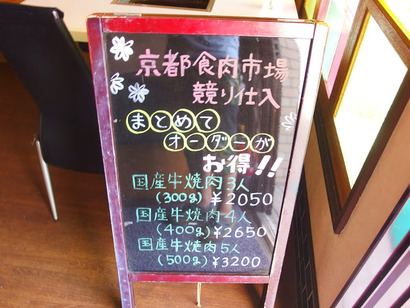 京都食肉市場
競り仕入
まとめて
オーダーが
お得!!
国産牛焼肉3人
(300g)¥2050
国産牛焼肉4人
(400g)¥2650
国産牛焼肉5人
(500g)¥3200